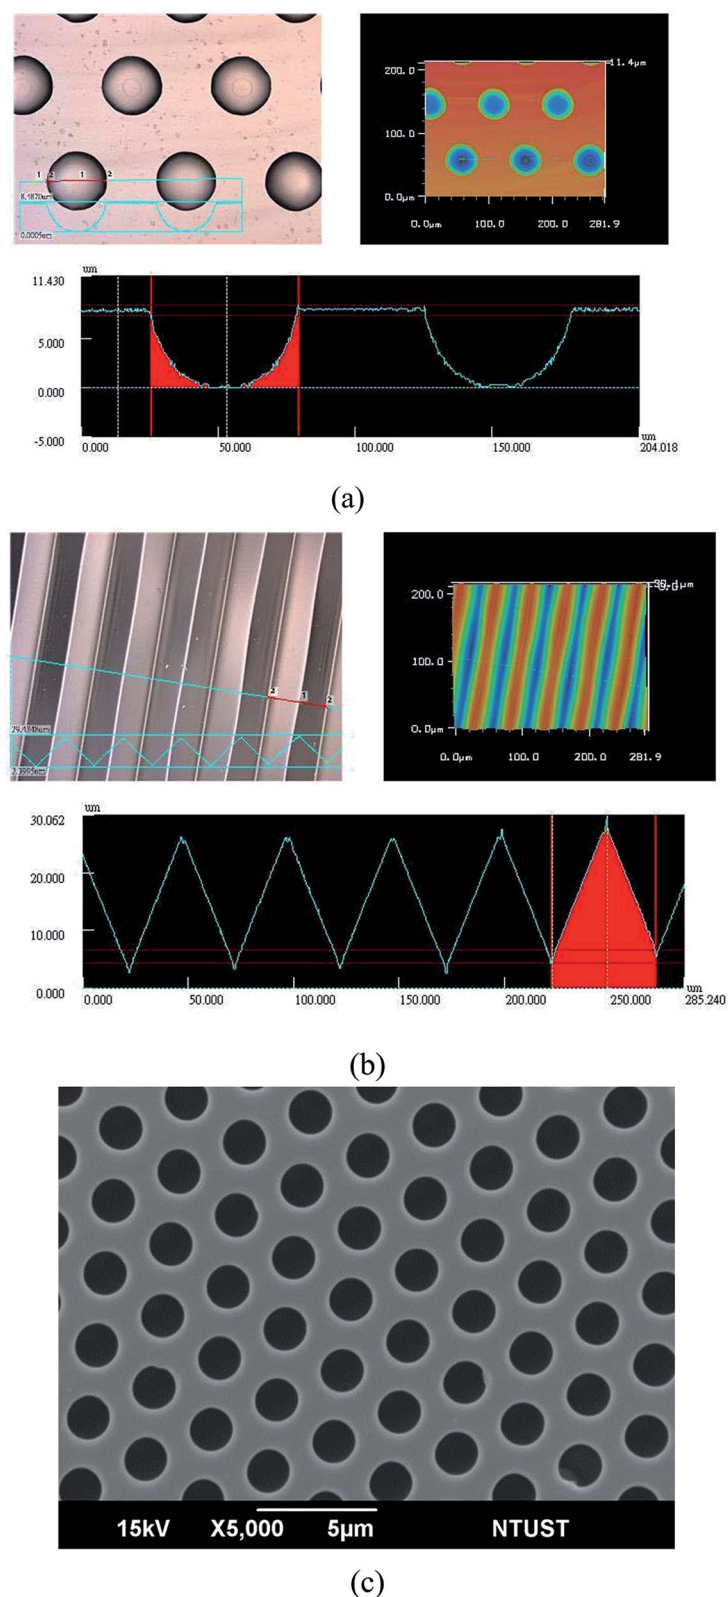 200.0
11.4μm
100.0
0.0μm
0.0μm 100.0 200.0 281.9
1 2 1 2
8.4870um
0.0005um
um
11.430
5.000
0.000
-5.000
um
0.000 50.000 100.000 150.000 204.018
(a)
200.0
100.0
0.0μm
0.0μm 100.0 200.0 281.9
2 1 2
um
30.062
20.000
10.000
0.000
um
0.000 50.000 100.000 150.000 200.000 250.000 285.240
(b)
15kV X5,000 5μm NTUST
(c)